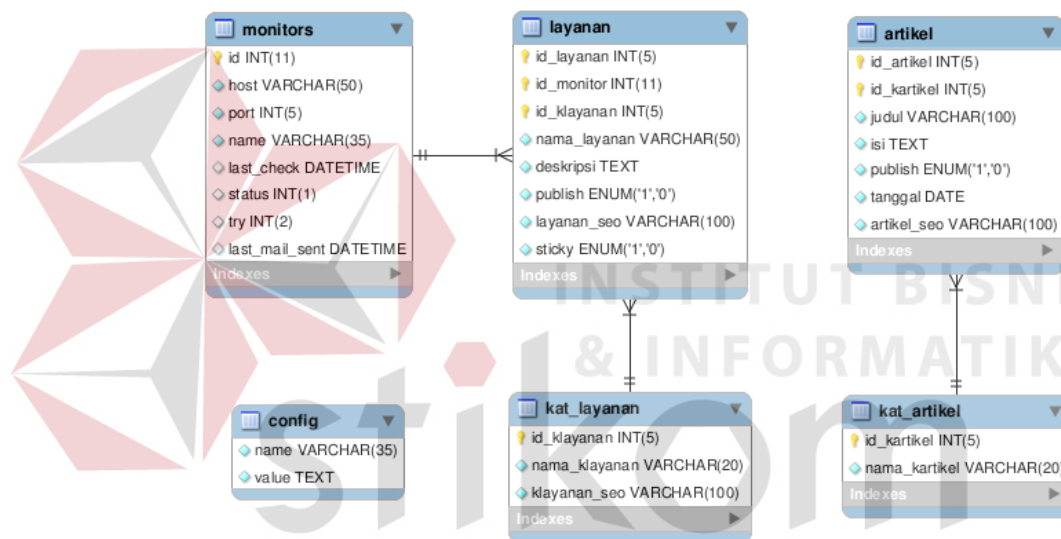 monitors
id INT(11)
host VARCHAR(50)
port INT(5)
name VARCHAR(35)
last_check DATETIME
status INT(1)
try INT(2)
last_mail_sent DATETIME
Indexes
layanan
id_layanan INT(5)
id_monitor INT(11)
id_klayanan INT(5)
nama_layanan VARCHAR(50)
deskripsi TEXT
publish ENUM('1','0')
layanan_seo VARCHAR(100)
sticky ENUM('1','0')
Indexes
artikel
id_artikel INT(5)
id_kartikel INT(5)
judul VARCHAR(100)
isi TEXT
publish ENUM('1','0')
tanggal DATE
artikel_seo VARCHAR(100)
Indexes
INSTITUT BISNI
& INFORMATIK
stikom
config
name VARCHAR(35)
value TEXT
kat_layanan
id_klayanan INT(5)
nama_klayanan VARCHAR(20)
klayanan_seo VARCHAR(100)
Indexes
kat_artikel
id_kartikel INT(5)
nama_kartikel VARCHAR(20)
Indexes